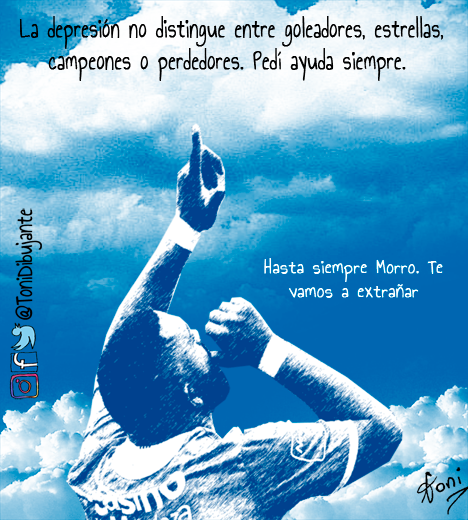 La depresión no distingue entre goleadores, estrellas,
campeones o perdedores. Pedí ayuda siempre.
Hasta siempre Morro. Te
vamos a extrañar
@ToniDibujante
casino
Toni